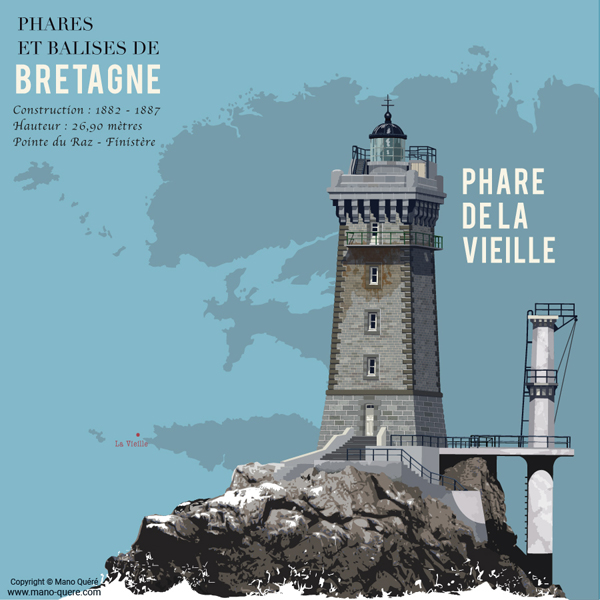 PHARES
ET BALISES DE
BRETAGNE
Construction : 1882 - 1887
Hauteur : 26,90 mètres
Pointe du Raz - Finistère
PHARE
DE LA
VIEILLE
La Vieille
Copyright © Mano Quéré
www.mano-quere.com